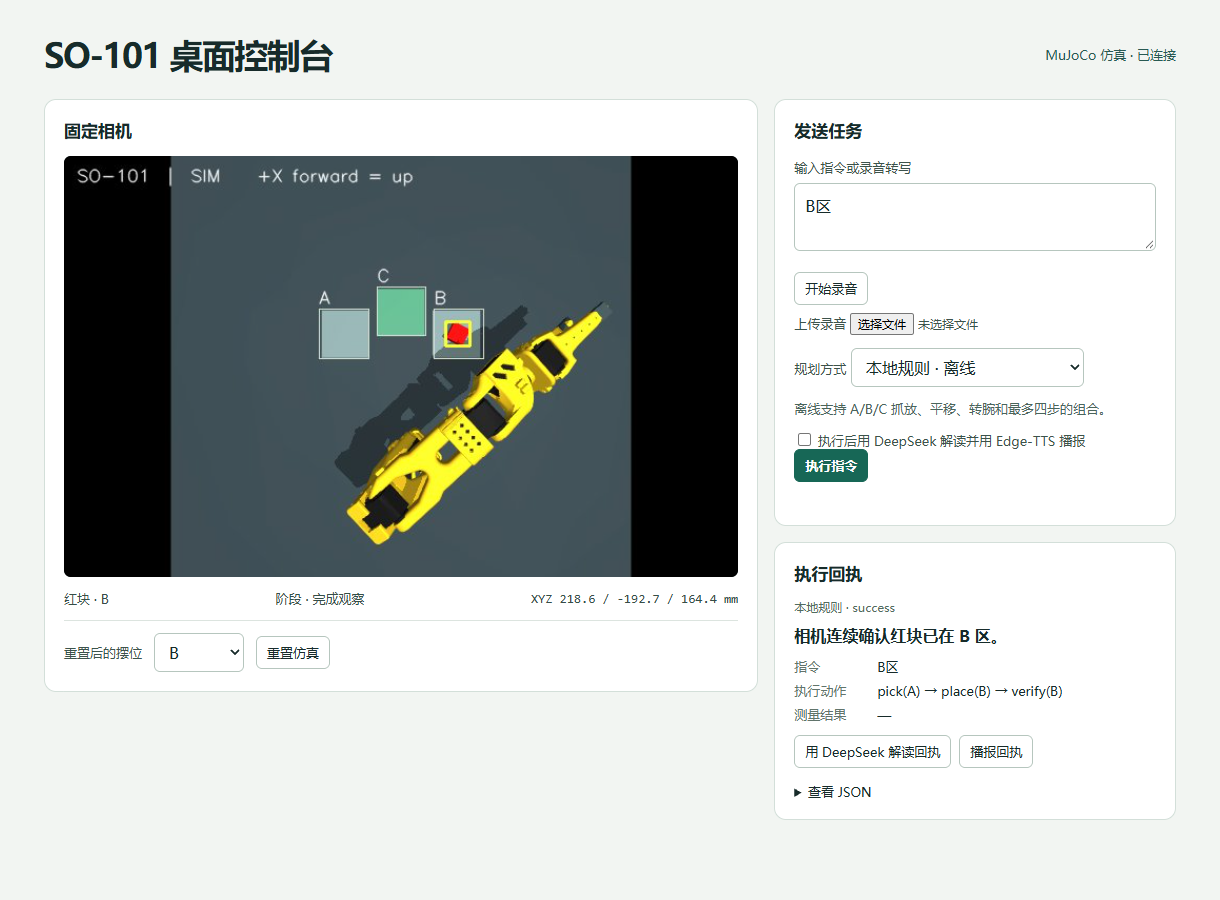 SO-101 桌面控制台
MuJoCo 仿真 · 已连接
固定相机
SO-101 | SIM +X forward = up
C
A
B
红块 · B
阶段 · 完成观察
XYZ 218.6 / -192.7 / 164.4 mm
重置后的摆位
B
重置仿真
发送任务
输入指令或录音转写
B区
开始录音
上传录音 选择文件 未选择文件
规划方式 本地规则 · 离线
离线支持 A/B/C 抓放、平移、转腕和最多四步的组合。
执行后用 DeepSeek 解读并用 Edge-TTS 播报
执行指令
执行回执
本地规则 · success
相机连续确认红块已在 B 区。
指令 B区
执行动作 pick(A) → place(B) → verify(B)
测量结果 —
用 DeepSeek 解读回执 播报回执
查看 JSON